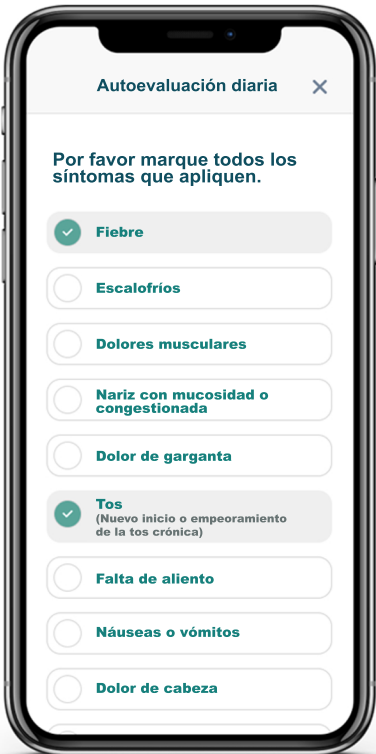 Autoevaluación diaria
Por favor marque todos los
síntomas que apliquen.
Fiebre
Escalofríos
Dolores musculares
Nariz con mucosidad o
congestionada
Dolor de garganta
Tos
(Nuevo inicio o empeoramiento
de la tos crónica)
Falta de aliento
Náuseas o vómitos
Dolor de cabeza